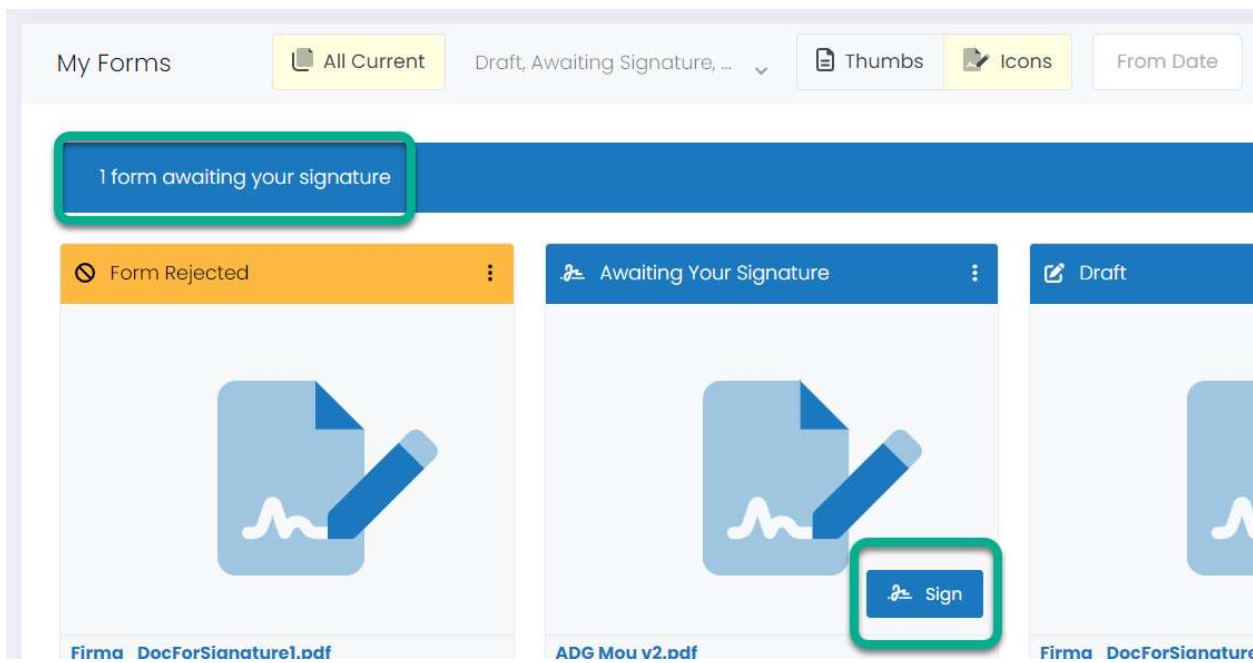 My Forms
All Current
Draft, Awaiting Signature, ...
Thumbs
Icons
From Date
1 form awaiting your signature
Form Rejected
Awaiting Your Signature
Draft
Sign
Firma_DocForSignature1.pdf
ADG Mou v2.pdf
Firma_DocForSignature